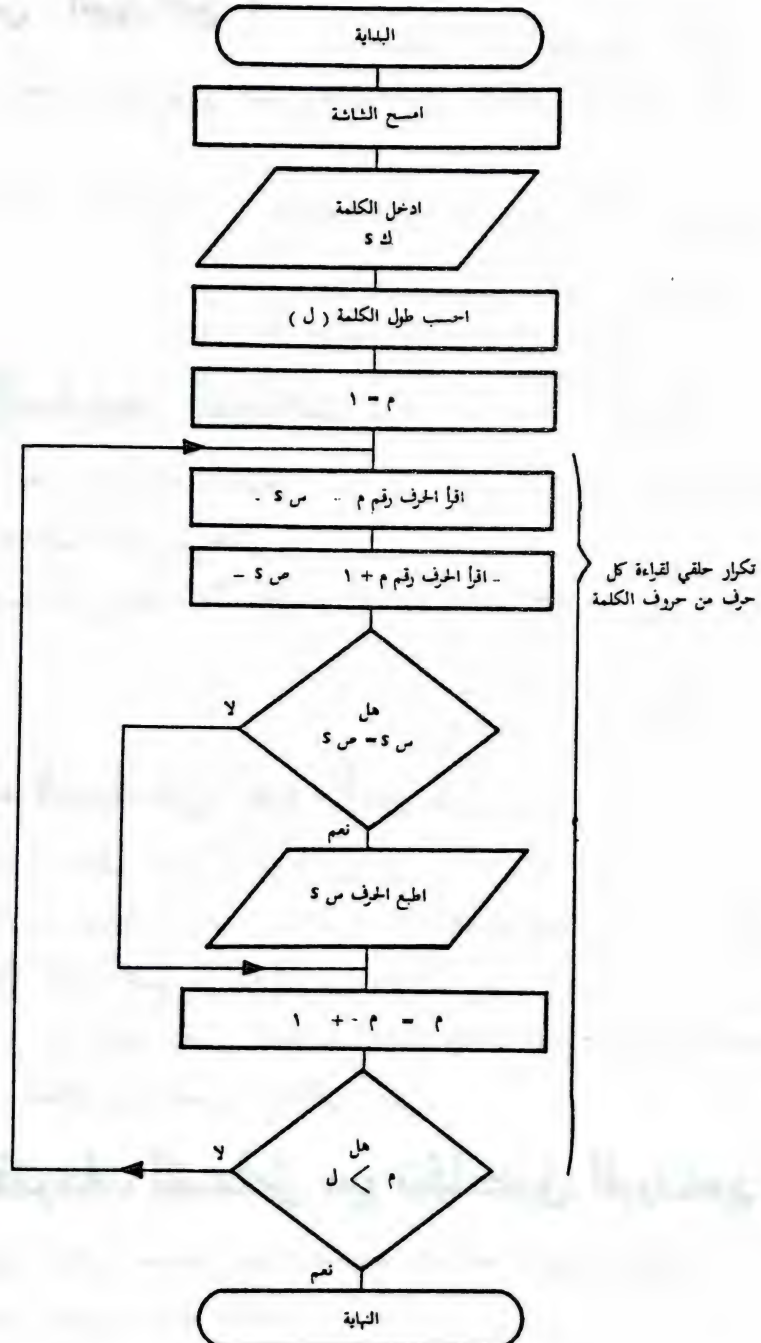 البداية
امسح الشاشة
ادخل الكلمة
ك s
احسب طول الكلمة ( ل )
م = ١
اقرأ الحرف رقم م - س s -
- اقرأ الحرف رقم م + ١ ص s -
تكرار حلقي لقراءة كل
حرف من حروف الكلمة
هل
س s = ص s
لا
نعم
اطبع الحرف س s
م = م + ١
هل
م > ل
لا
نعم
النهاية